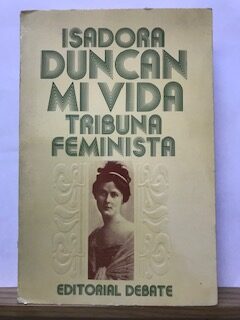 ISADORA
DUNCAN
MI VIDA
TRIBUNA
FEMINISTA
EDITORIAL DEBATE